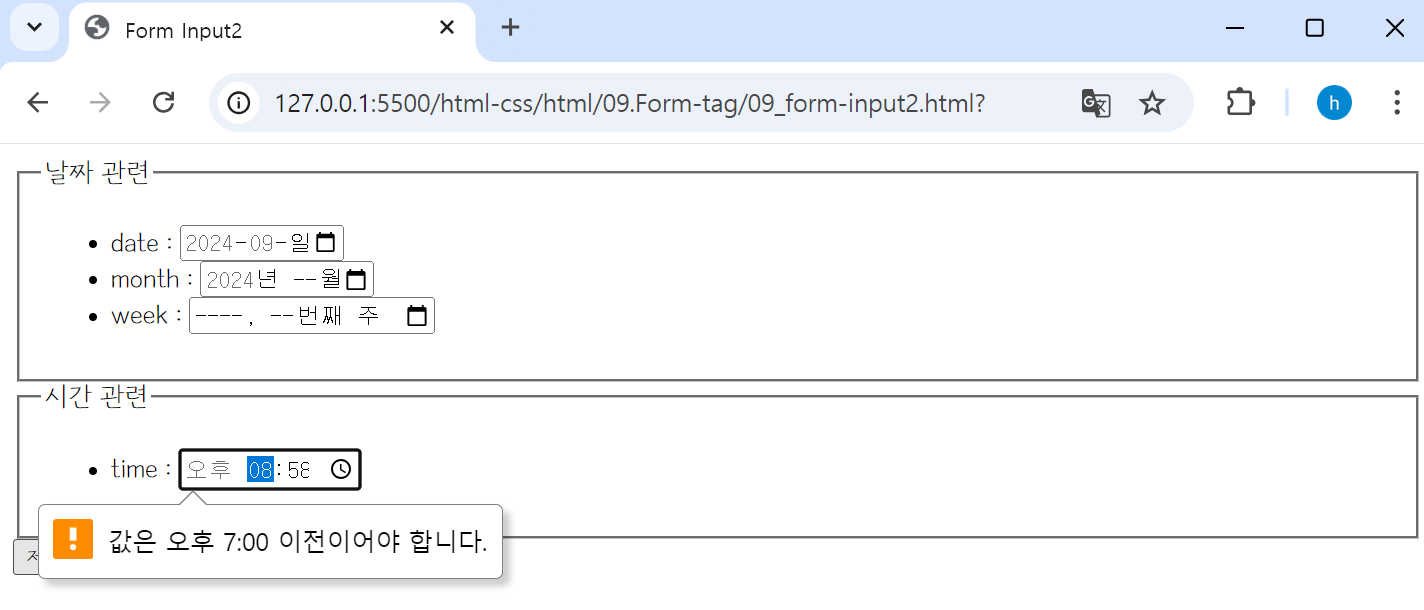 Form Input2
127.0.0.1:5500/html-css/html/09.Form-tag/09_form-input2.html?
h
날짜 관련
date : 2024-09-일
month : 2024년 --월
week : ----, --번째 주
시간 관련
time : 오후 08:58
값은 오후 7:00 이전이어야 합니다.